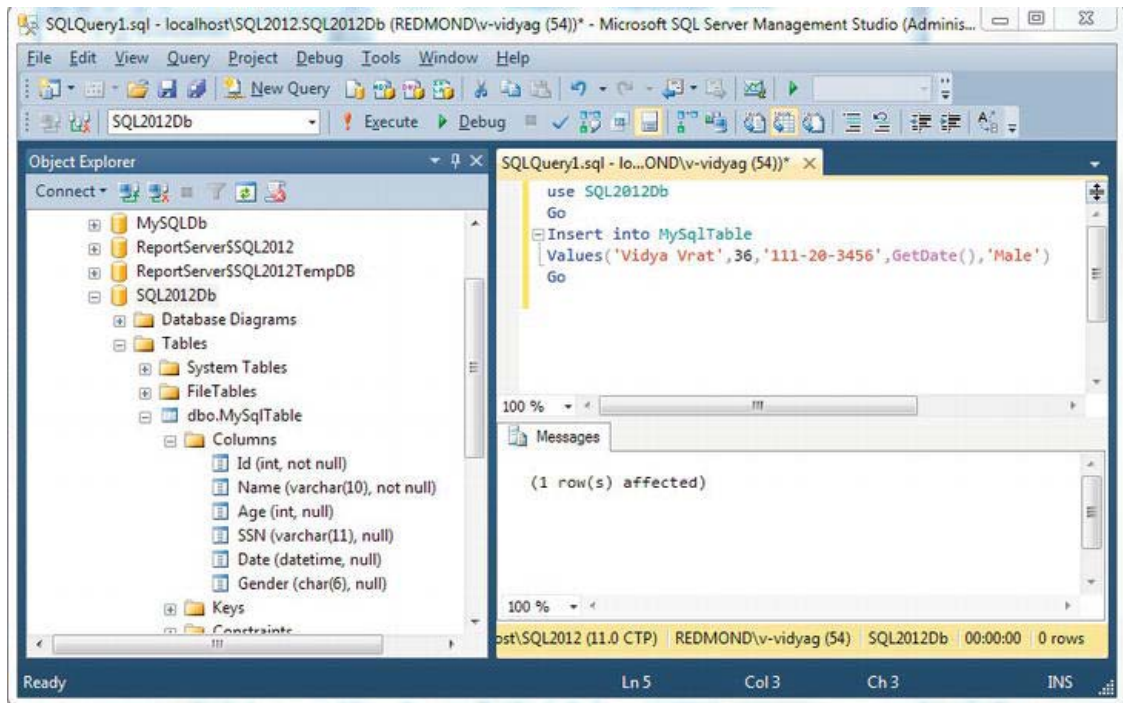 SQLQuery1.sql - localhost\SQL2012.SQL2012Db (REDMOND\v-vidyag (54))* - Microsoft SQL Server Management Studio (Adminis...
File Edit View Query Project Debug Tools Window Help
New Query
SQL2012Db Execute Debug
Object Explorer
Connect
MySQLDb
ReportServer$SQL2012
ReportServer$SQL2012TempDB
SQL2012Db
Database Diagrams
Tables
System Tables
FileTables
dbo.MySqlTable
Columns
Id (int, not null)
Name (varchar(10), not null)
Age (int, null)
SSN (varchar(11), null)
Date (datetime, null)
Gender (char(6), null)
Keys
Constraints
SQLQuery1.sql - lo...OND\v-vidyag (54))*
use SQL2012Db
Go
Insert into MySqlTable
Values('Vidya Vrat',36,'111-20-3456',GetDate(),'Male')
Go
100 %
Messages
(1 row(s) affected)
100 %
ost\SQL2012 (11.0 CTP) REDMOND\v-vidyag (54) SQL2012Db 00:00:00 0 rows
Ready Ln 5 Col 3 Ch 3 INS